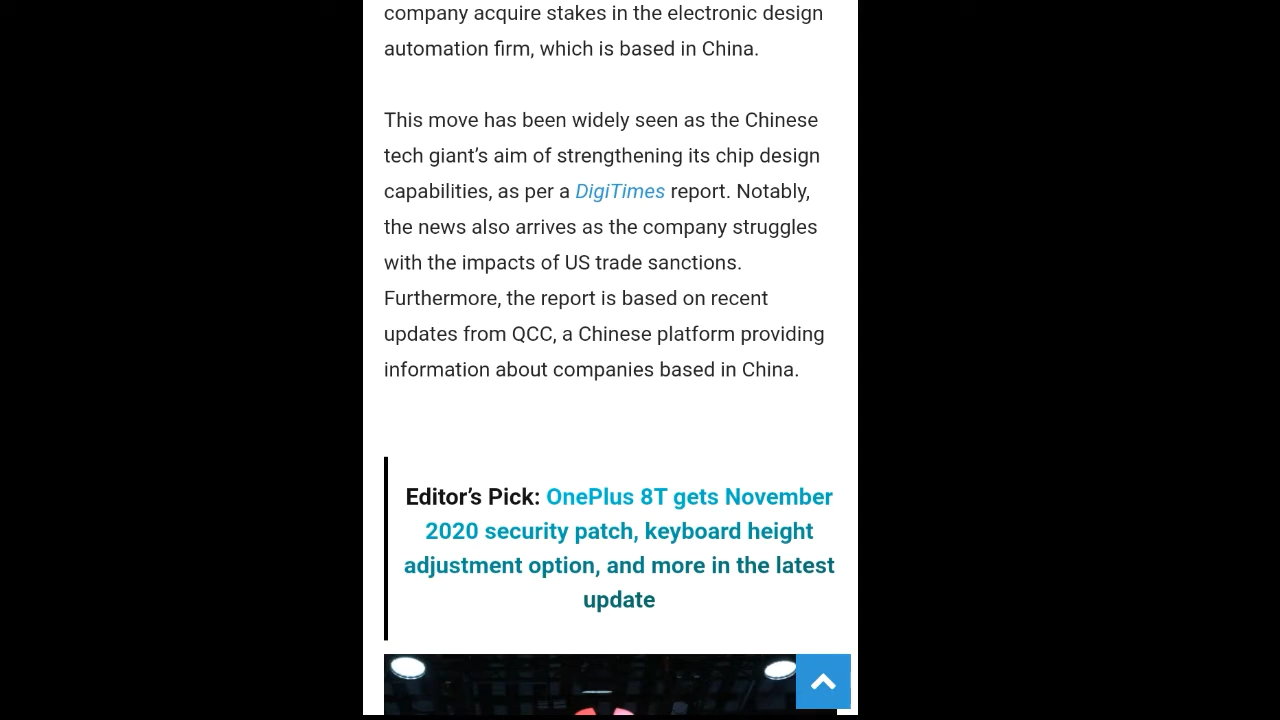 company acquire stakes in the electronic design
automation firm, which is based in China.
This move has been widely seen as the Chinese
tech giant’s aim of strengthening its chip design
capabilities, as per a DigiTimes report. Notably,
the news also arrives as the company struggles
with the impacts of US trade sanctions.
Furthermore, the report is based on recent
updates from QCC, a Chinese platform providing
information about companies based in China.
Editor’s Pick: OnePlus 8T gets November
2020 security patch, keyboard height
adjustment option, and more in the latest
update